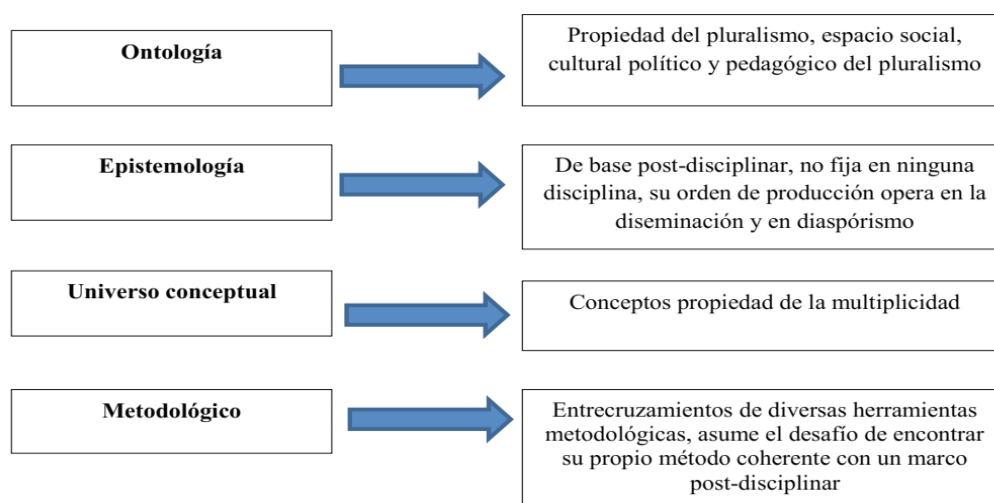 Ontología
Propiedad del pluralismo, espacio social,
cultural político y pedagógico del pluralismo
Epistemología
De base post-disciplinar, no fija en ninguna
disciplina, su orden de producción opera en la
diseminación y en diaspórismo
Universo conceptual
Conceptos propiedad de la multiplicidad
Metodológico
Entrecruzamientos de diversas herramientas
metodológicas, asume el desafío de encontrar
su propio método coherente con un marco
post-disciplinar